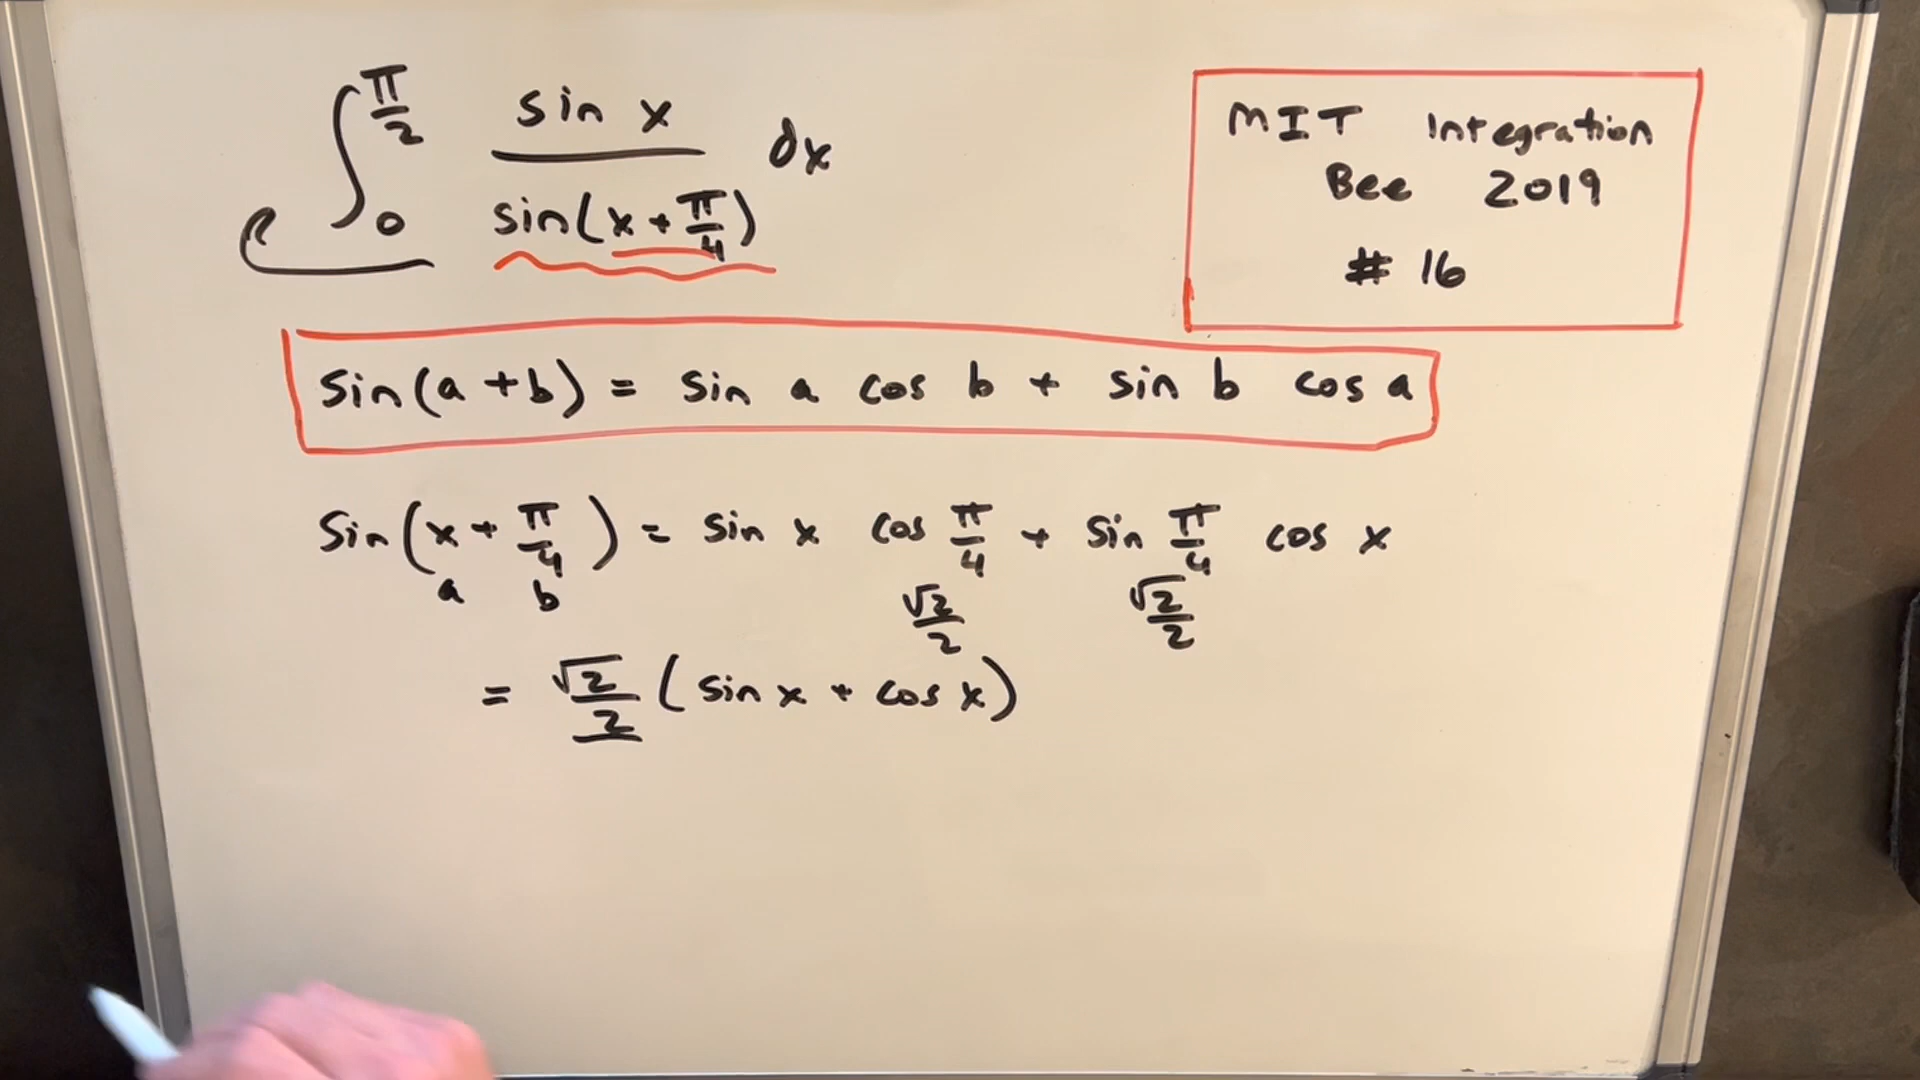 ∫₀^(π/2) sin x / sin(x + π/4) dx
MIT Integration
Bee 2019
# 16
sin(a + b) = sin a cos b + sin b cos a
sin(x + π/4) = sin x cos π/4 + sin π/4 cos x
a b √2/2 √2/2
= √2/2 (sin x + cos x)